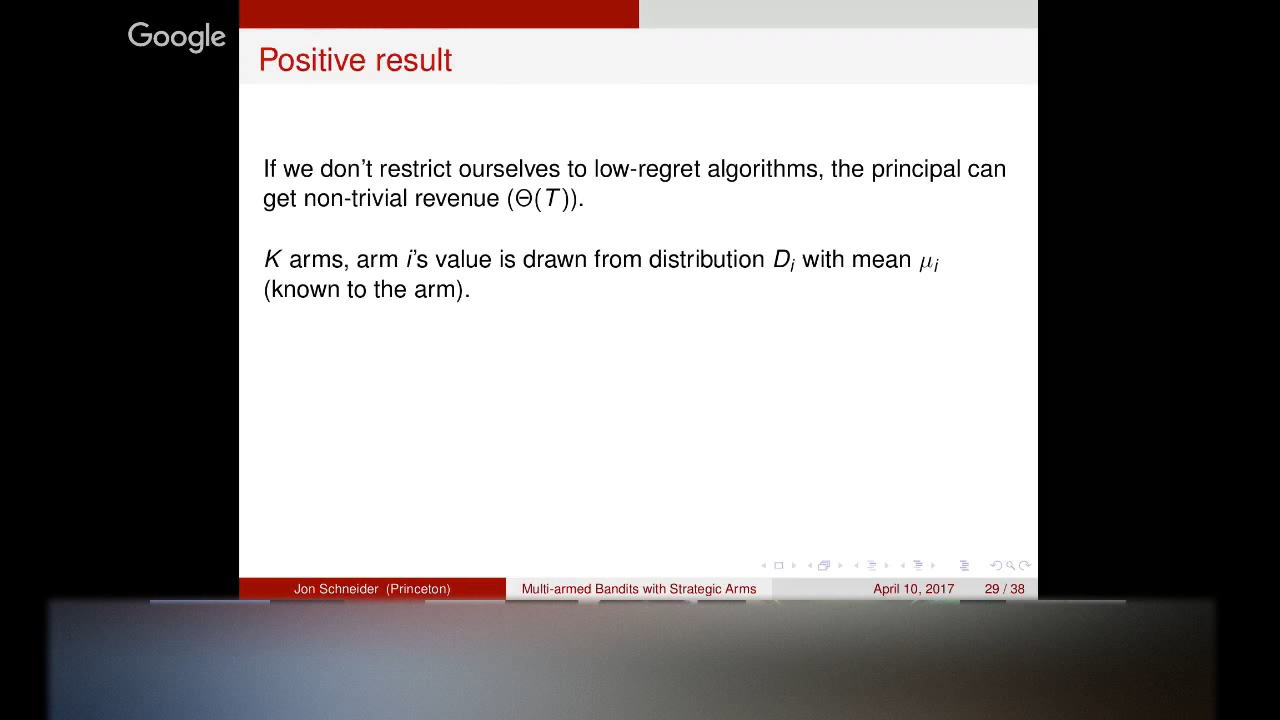 Google
Positive result
If we don't restrict ourselves to low-regret algorithms, the principal can
get non-trivial revenue (Θ(T)).
K arms, arm i's value is drawn from distribution Dᵢ with mean μᵢ
(known to the arm).
Jon Schneider (Princeton)
Multi-armed Bandits with Strategic Arms
April 10, 2017
29 / 38